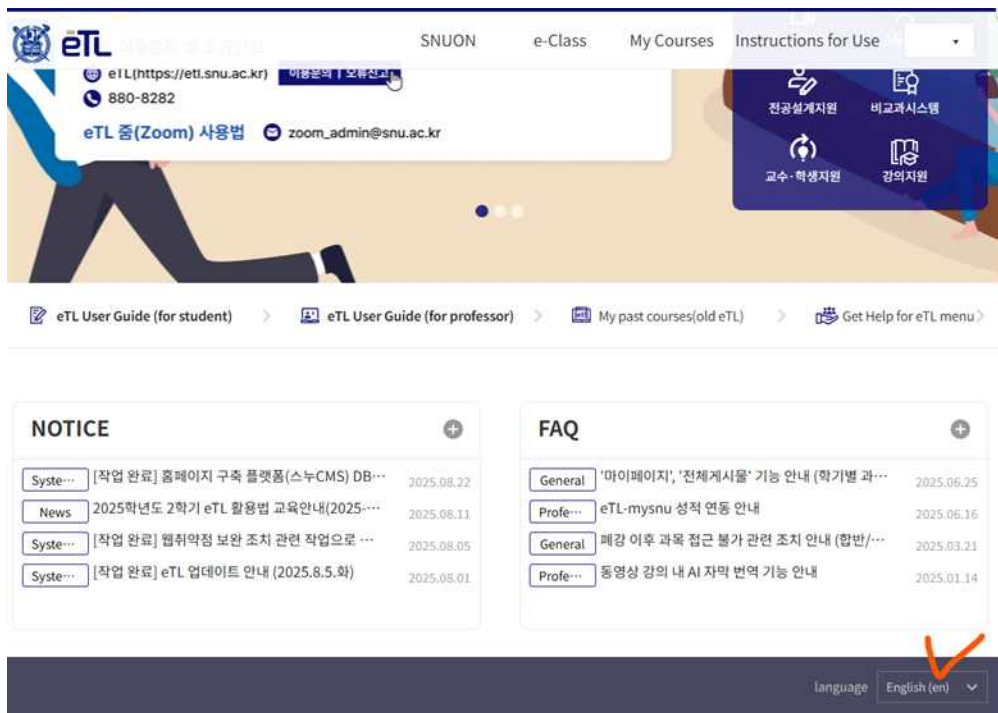 eTL SNUON e-Class My Courses Instructions for Use
eTL(https://etl.snu.ac.kr) 이용문의 | 오류신고
880-8282
eTL 줌(Zoom) 사용법 zoom_admin@snu.ac.kr
전공설계지원 비교과시스템
교수·학생지원 강의지원
eTL User Guide (for student) eTL User Guide (for professor) My past courses(old eTL) Get Help for eTL menu
NOTICE
Syste··· [작업 완료] 홈페이지 구축 플랫폼(스누CMS) DB··· 2025.08.22
News 2025학년도 2학기 eTL 활용법 교육안내(2025-··· 2025.08.11
Syste··· [작업 완료] 웹취약점 보완 조치 관련 작업으로 ··· 2025.08.05
Syste··· [작업 완료] eTL 업데이트 안내 (2025.8.5.화) 2025.08.01
FAQ
General '마이페이지', '전체게시물' 기능 안내 (학기별 과··· 2025.06.25
Profe··· eTL-mysnu 성적 연동 안내 2025.06.16
General 폐강 이후 과목 접근 불가 관련 조치 안내 (합반/··· 2025.03.21
Profe··· 동영상 강의 내 AI 자막 번역 기능 안내 2025.01.14
language English (en)